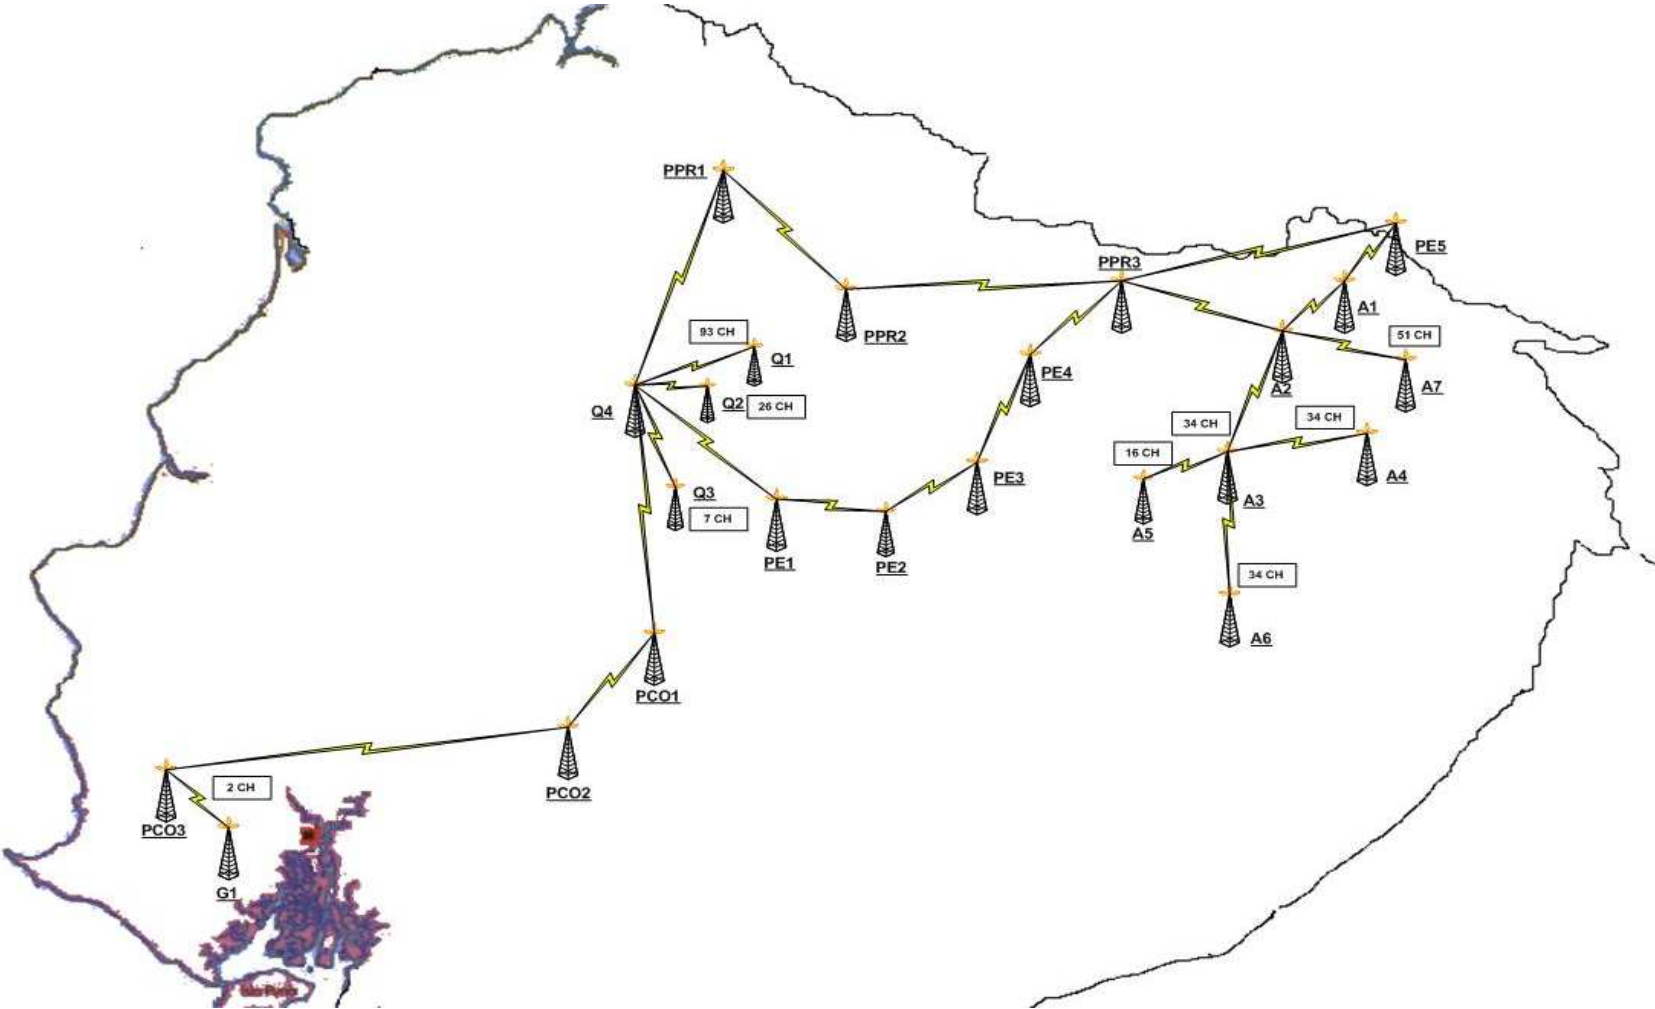 PPR1
PE5
PPR3
A1
93 CH
PPR2
51 CH
Q1
PE4
A2
A7
Q4
Q2
26 CH
34 CH
34 CH
16 CH
A4
PE3
Q3
A3
7 CH
A5
PE1
PE2
34 CH
A6
PCO1
2 CH
PCO2
PCO3
G1
Isla Puná